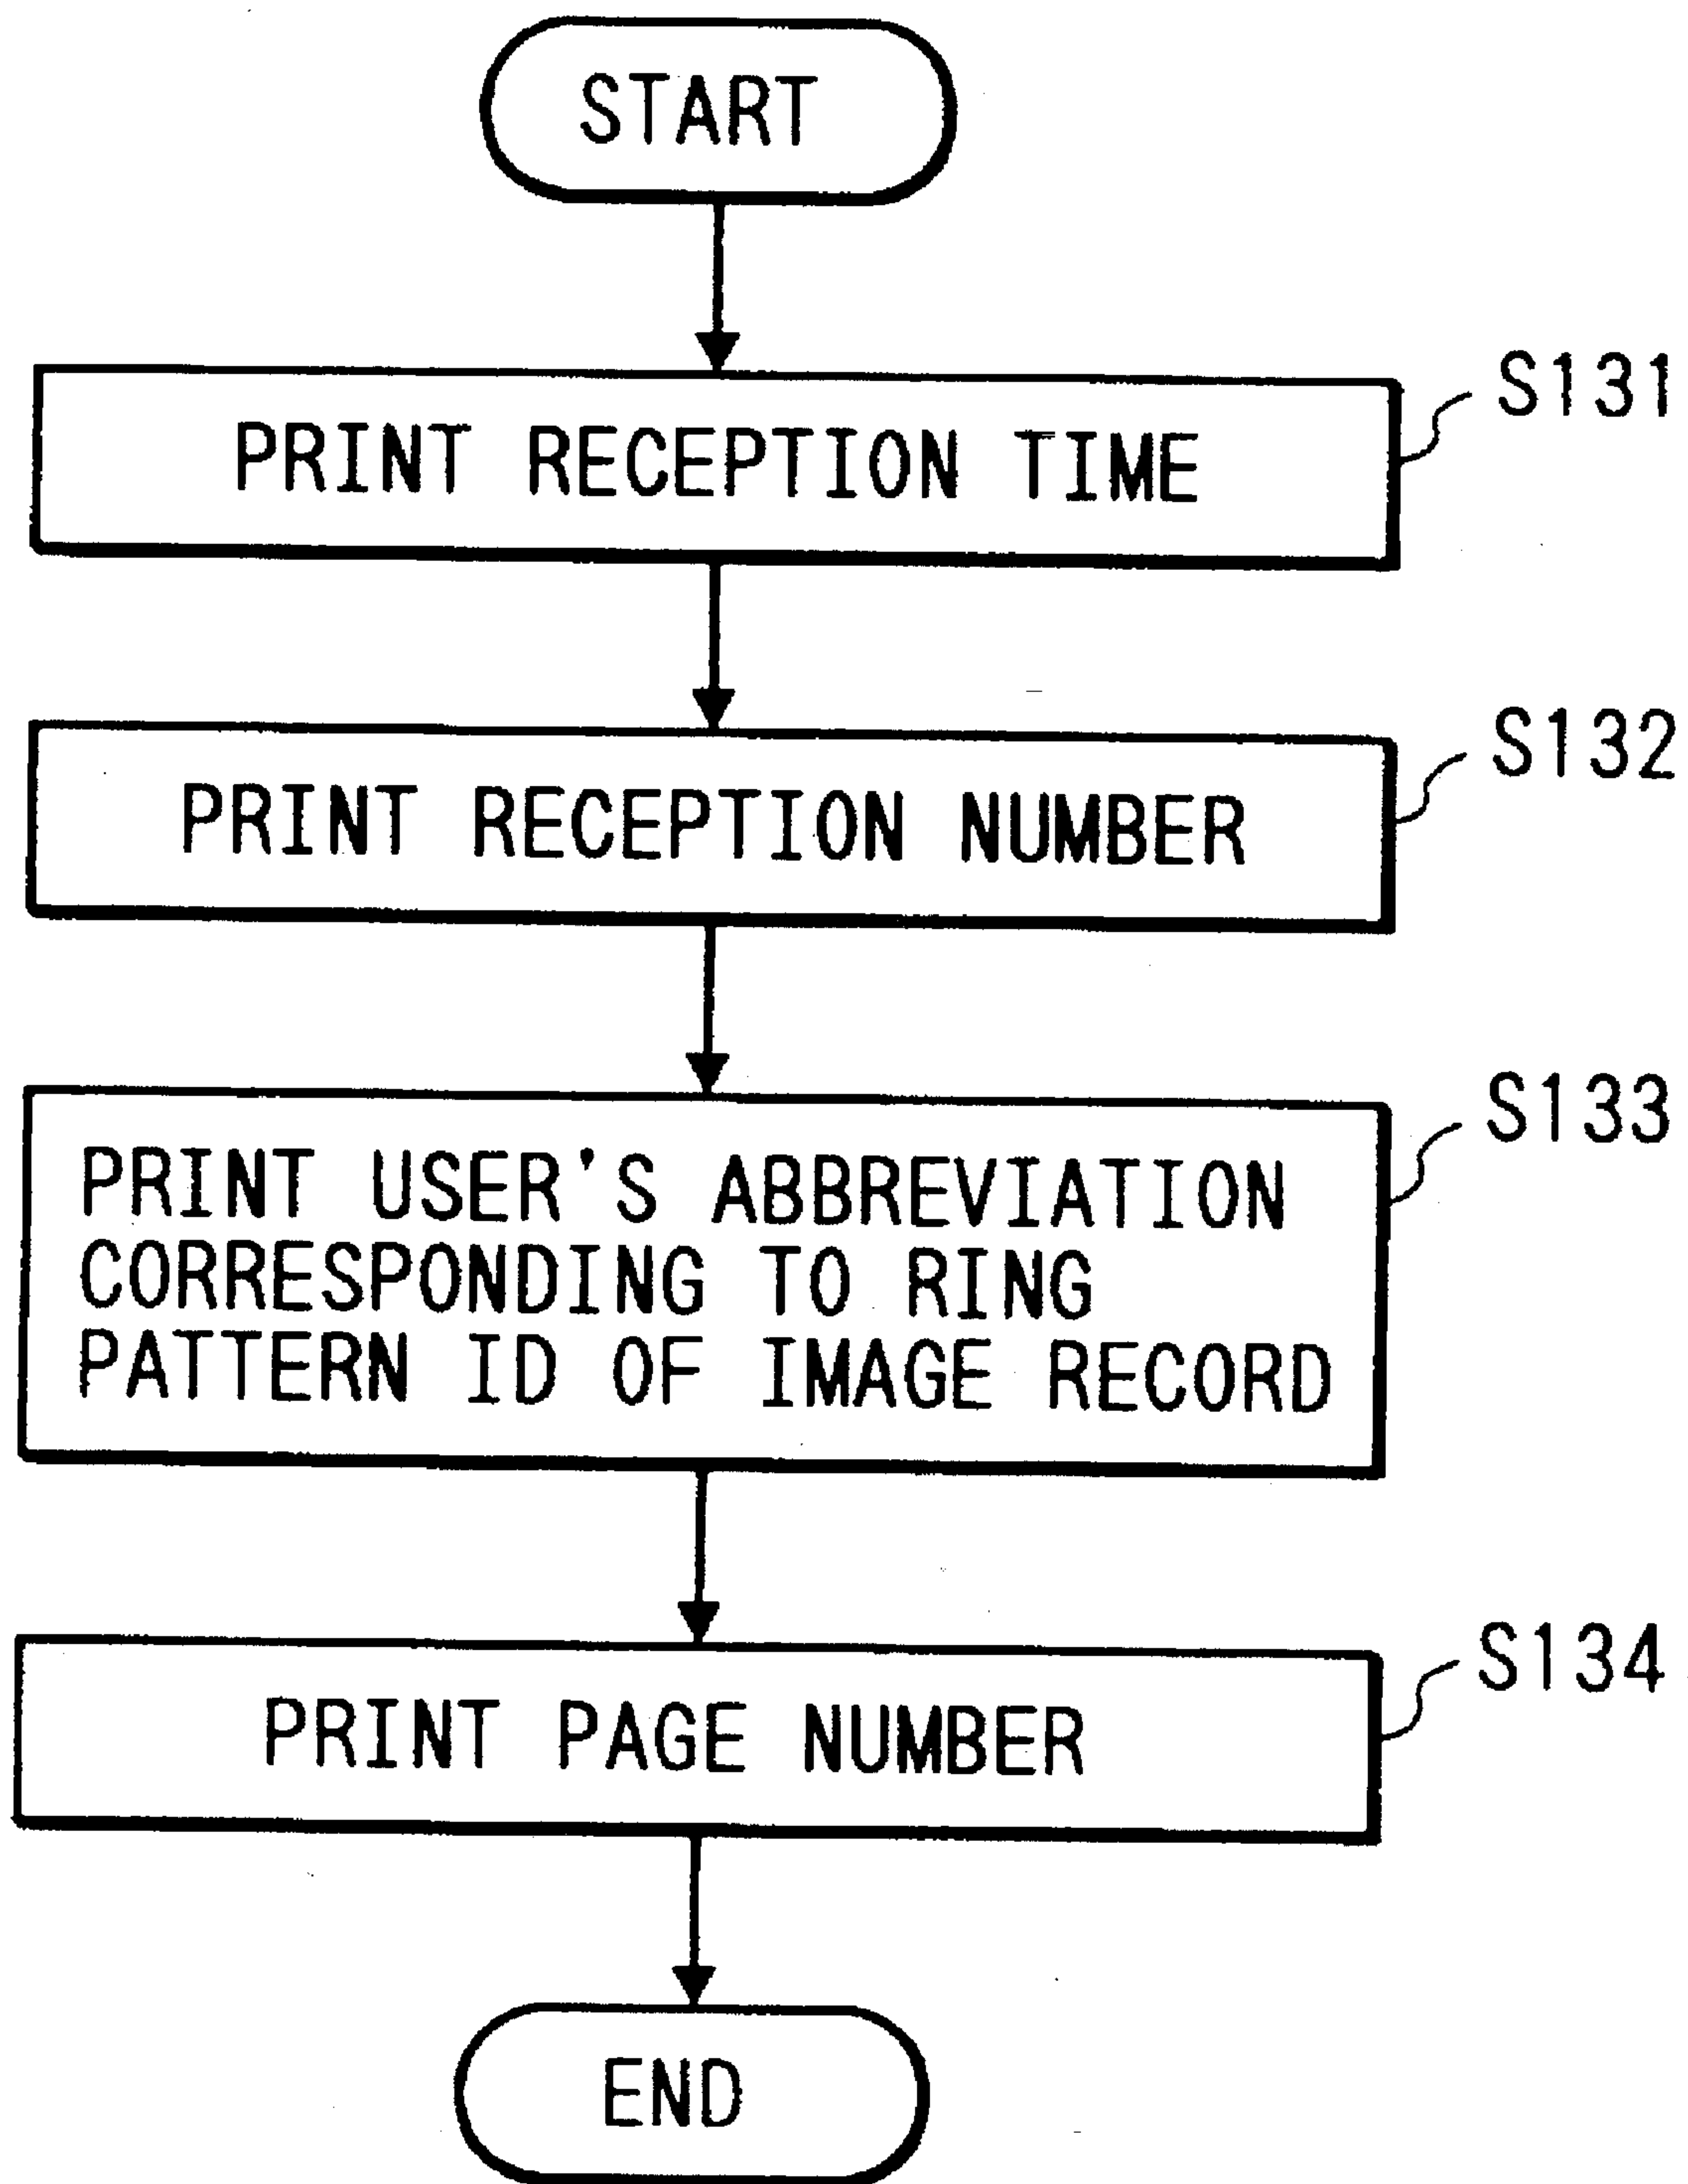 START
PRINT RECEPTION TIME
S131
PRINT RECEPTION NUMBER
S132
PRINT USER'S ABBREVIATION
CORRESPONDING TO RING
PATTERN ID OF IMAGE RECORD
S133
PRINT PAGE NUMBER
S134
END